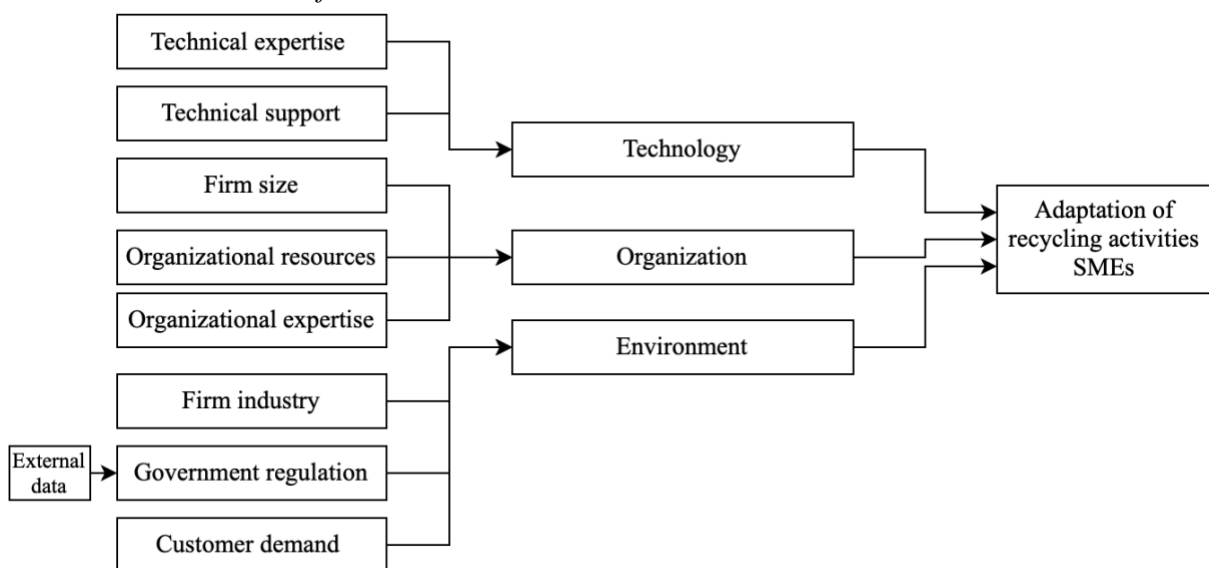 Technical expertise
Technical support
Technology
Firm size
Adaptation of
recycling activities
SMEs
Organizational resources
Organization
Organizational expertise
Environment
Firm industry
External
data
Government regulation
Customer demand